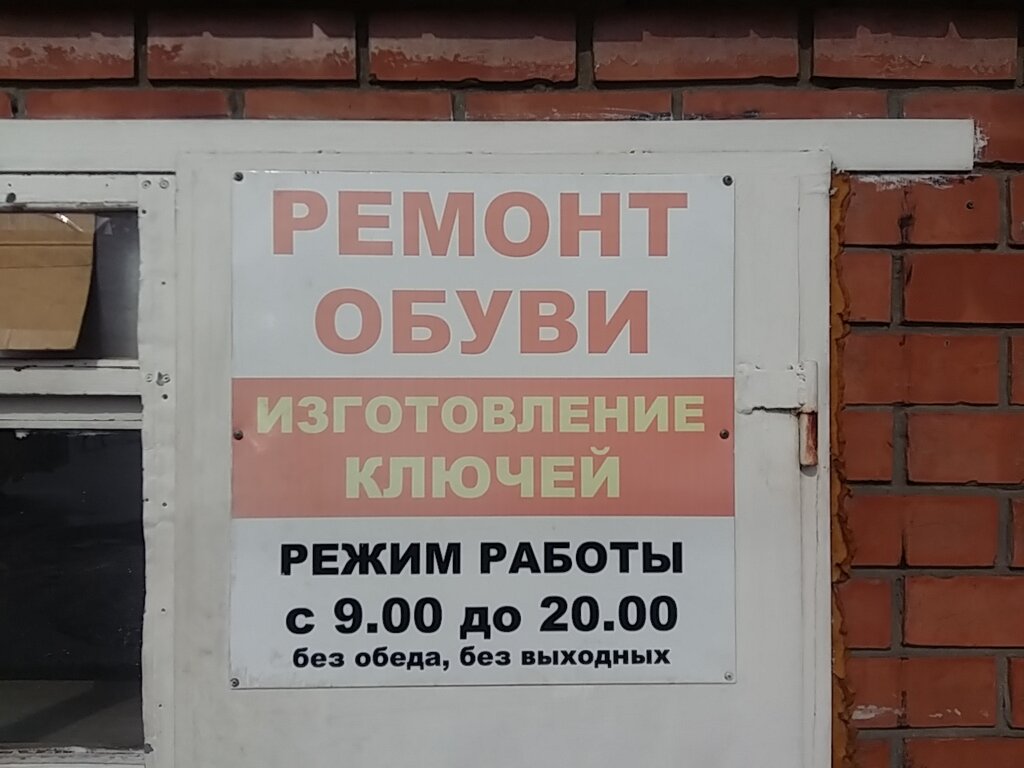 РЕМОНТ
ОБУВИ
ИЗГОТОВЛЕНИЕ
КЛЮЧЕЙ
РЕЖИМ РАБОТЫ
с 9.00 до 20.00
без обеда, без выходных